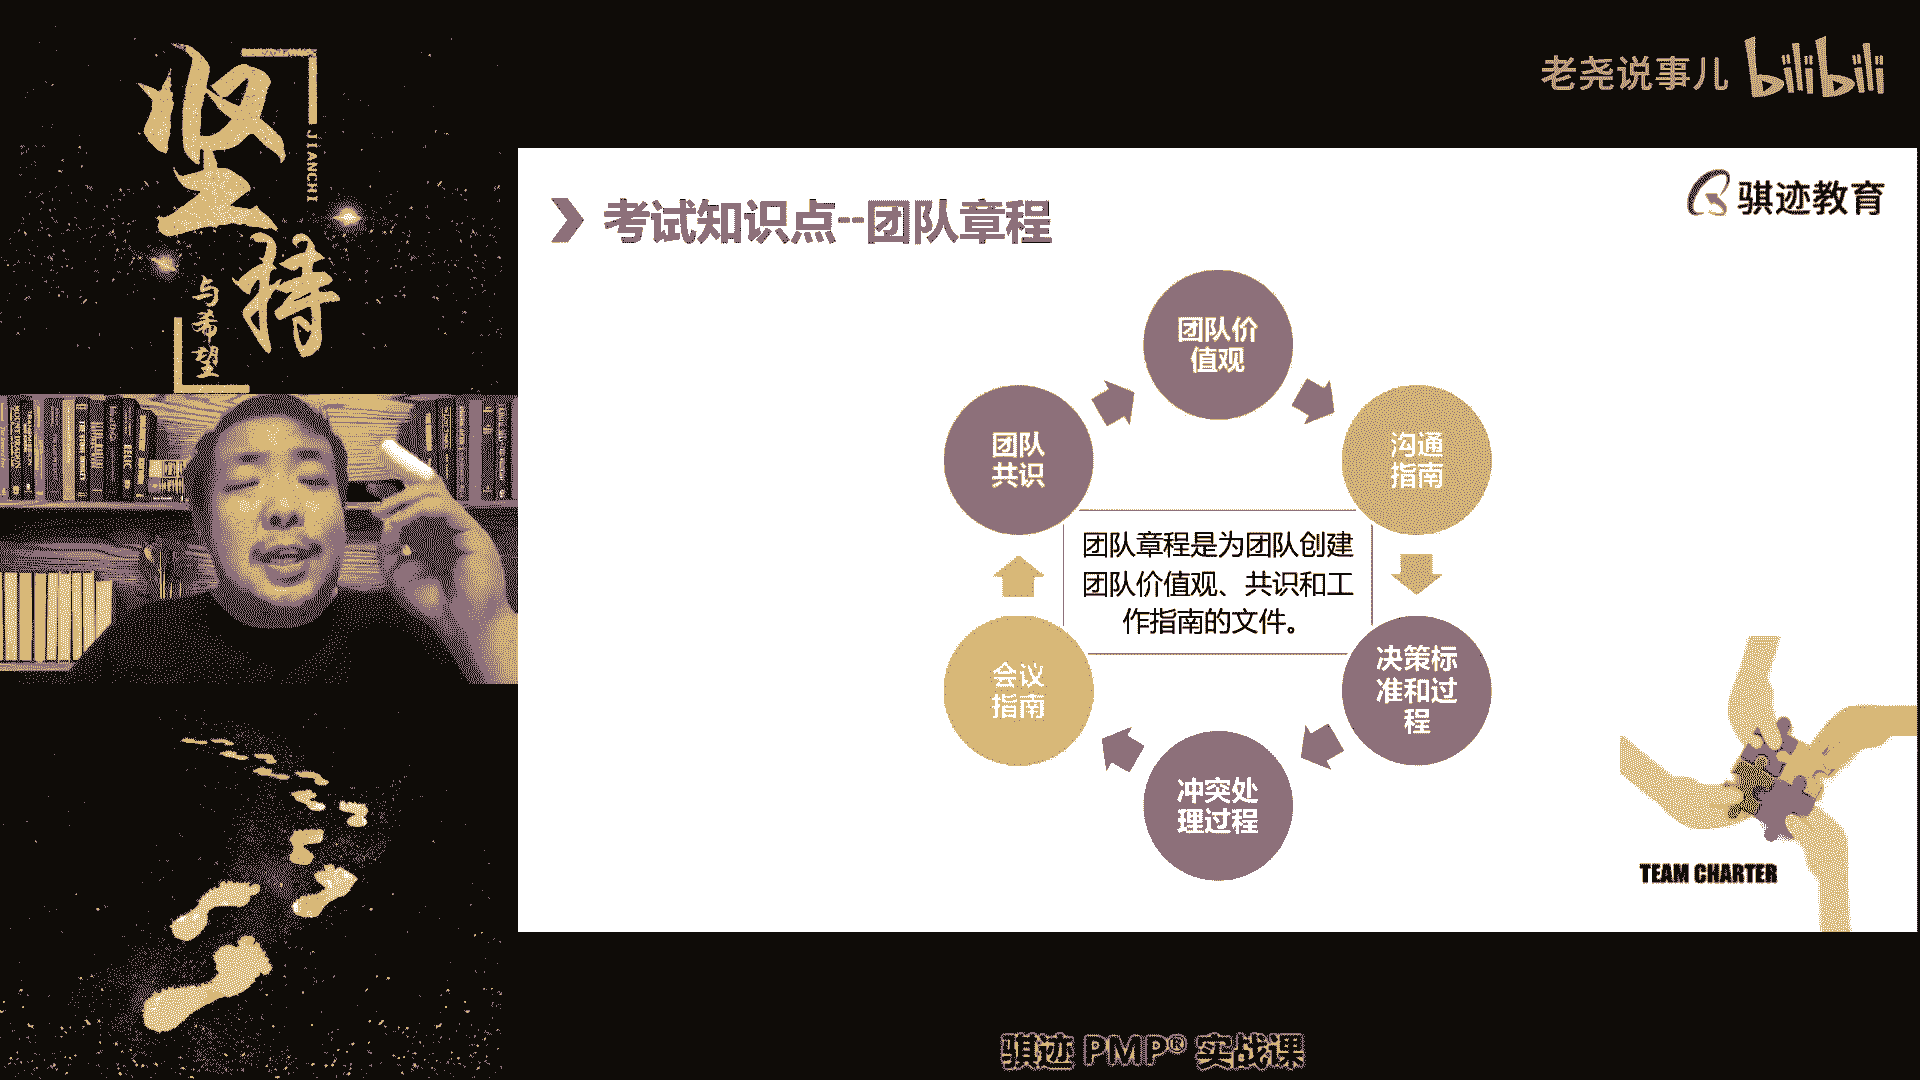 坚持
JIANCHI
与希望
老尧说事儿 bilibili
骐迹教育
考试知识点--团队章程
团队价
值观
团队
共识
沟通
指南
团队章程是为团队创建
团队价值观、共识和工
作指南的文件。
会议
指南
决策标
准和过
程
冲突处
理过程
TEAM CHARTER
骐迹 PMP® 实战课